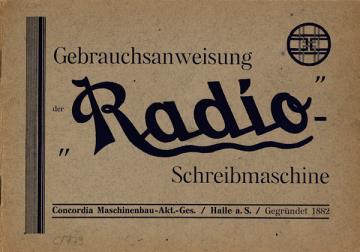 Gebrauchsanweisung
der
„Radio”-
Schreibmaschine
Concordia Maschinenbau-Akt.-Ges. / Halle a. S. / Gegründet 1882